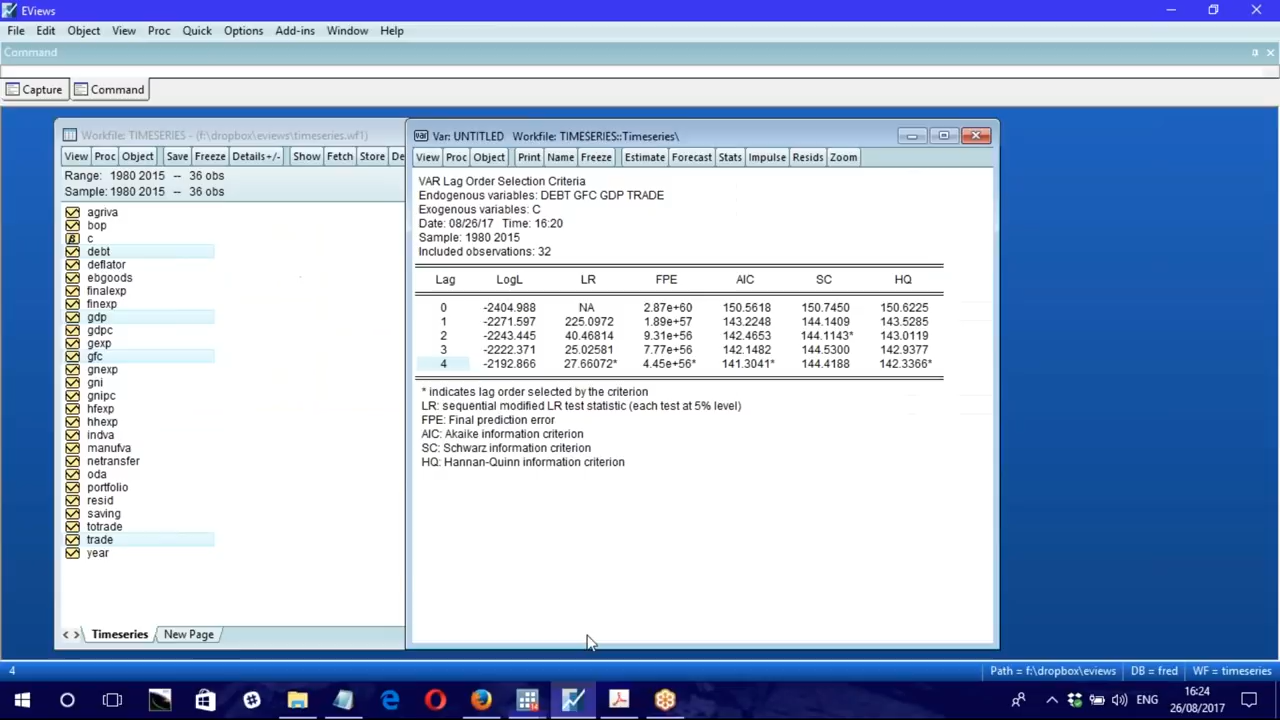 EViews
File Edit Object View Proc Quick Options Add-ins Window Help
Command
Capture Command
Workfile: TIMESERIES - (f:\dropbox\eviews\timeseries.wf1)
View Proc Object Save Freeze Details+/- Show Fetch Store De
Range: 1980 2015 -- 36 obs
Sample: 1980 2015 -- 36 obs
agriva
bop
c
debt
deflator
ebgoods
finalexp
finexp
gdp
gdpc
gexp
gfc
gnexp
gni
gnipc
hfexp
hhexp
indva
manufva
netransfer
oda
portfolio
resid
saving
totrade
trade
year
Timeseries New Page
var Var: UNTITLED Workfile: TIMESERIES::Timeseries\
View Proc Object Print Name Freeze Estimate Forecast Stats Impulse Resids Zoom
VAR Lag Order Selection Criteria
Endogenous variables: DEBT GFC GDP TRADE
Exogenous variables: C
Date: 08/26/17 Time: 16:20
Sample: 1980 2015
Included observations: 32
Lag LogL LR FPE AIC SC HQ
0 -2404.988 NA 2.87e+60 150.5618 150.7450 150.6225
1 -2271.597 225.0972 1.89e+57 143.2248 144.1409 143.5285
2 -2243.445 40.46814 9.31e+56 142.4653 144.1143* 143.0119
3 -2222.371 25.02581 7.77e+56 142.1482 144.5300 142.9377
4 -2192.866 27.66072* 4.45e+56* 141.3041* 144.4188 142.3366*
* indicates lag order selected by the criterion
LR: sequential modified LR test statistic (each test at 5% level)
FPE: Final prediction error
AIC: Akaike information criterion
SC: Schwarz information criterion
HQ: Hannan-Quinn information criterion
4 Path = f:\dropbox\eviews DB = fred WF = timeseries
ENG 16:24
26/08/2017